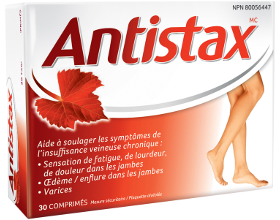 NPN 80056447
Antistax
MC
Aide à soulager les symptômes de
l'insuffisance veineuse chronique :
• Sensation de fatigue, de lourdeur,
de douleur dans les jambes
• Œdème / enflure dans les jambes
• Varices
30 COMPRIMÉS